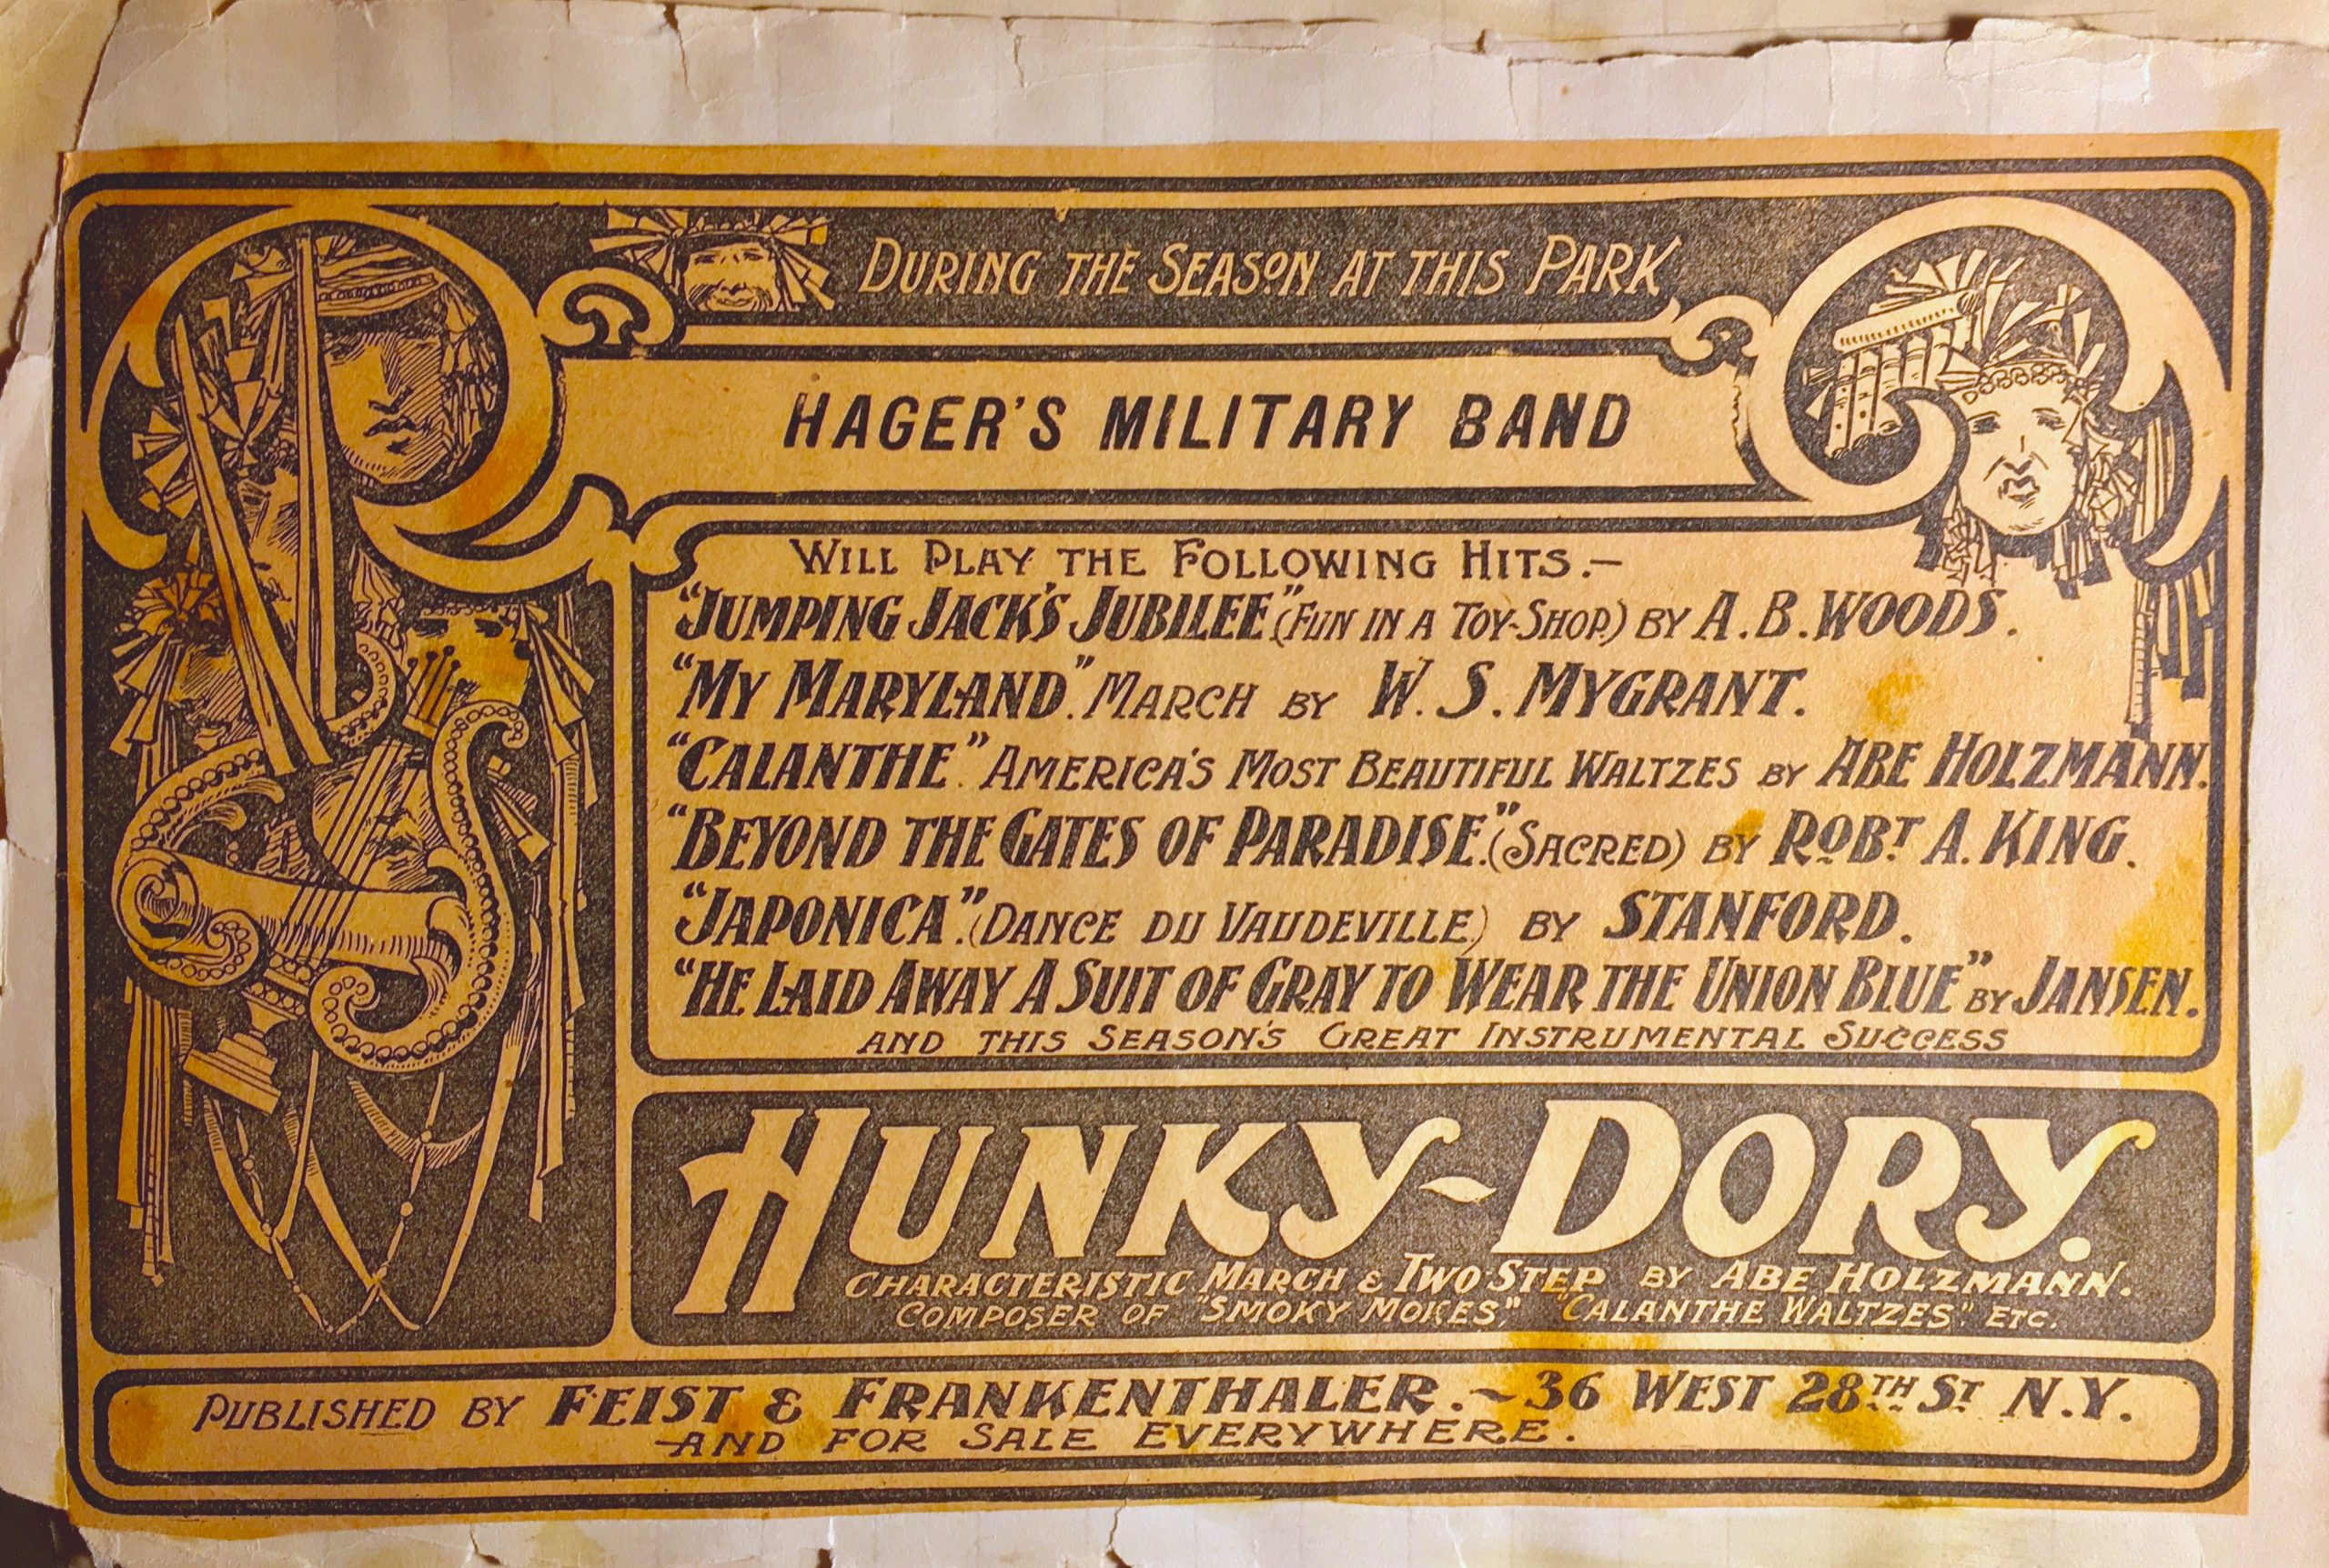 DURING THE SEASON AT THIS PARK
HAGER'S MILITARY BAND
WILL PLAY THE FOLLOWING HITS.-
"JUMPING JACK'S JUBILEE" (FUN IN A TOY-SHOP.) BY A.B.WOODS.
"MY MARYLAND." MARCH BY W.S.MYGRANT.
"CALANTHE." AMERICA'S MOST BEAUTIFUL WALTZES BY ABE HOLZMANN.
"BEYOND THE GATES OF PARADISE." (SACRED) BY ROBT A. KING.
"JAPONICA." (DANCE DU VAUDEVILLE.) BY STANFORD.
"HE LAID AWAY A SUIT OF GRAY TO WEAR THE UNION BLUE" BY JANSEN.
AND THIS SEASON'S GREAT INSTRUMENTAL SUCCESS
HUNKY-DORY.
CHARACTERISTIC MARCH & TWO-STEP BY ABE HOLZMANN.
COMPOSER OF "SMOKY MOKES," "CALANTHE WALTZES" ETC.
PUBLISHED BY FEIST & FRANKENTHALER.~36 WEST 28TH ST N.Y.
-AND FOR SALE EVERYWHERE.